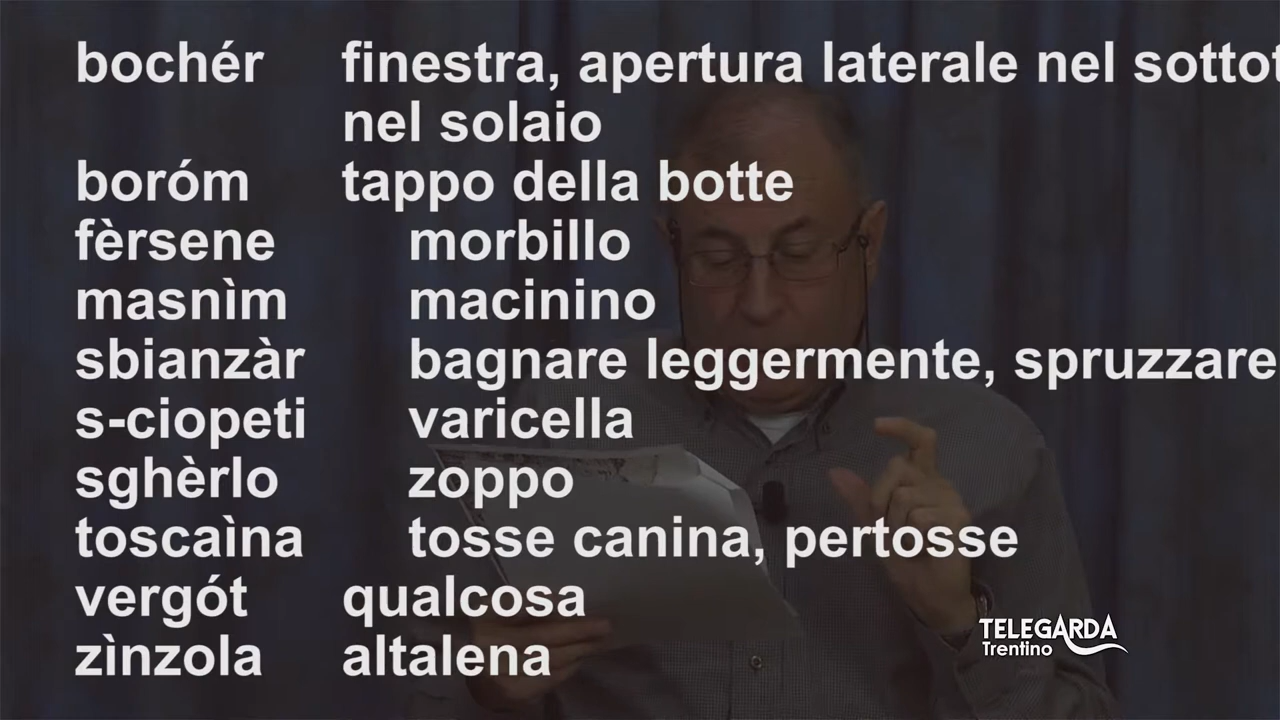 bochér finestra, apertura laterale nel
nel solaio
boróm tappo della botte
fèrsene morbillo
masnìm macinino
sbianzàr bagnare leggermente, spruzzare
s-ciopeti varicella
sghèrlo zoppo
toscaìna tosse canina, pertosse
vergót qualcosa
zìnzola altalena
TELEGARDA
Trentino